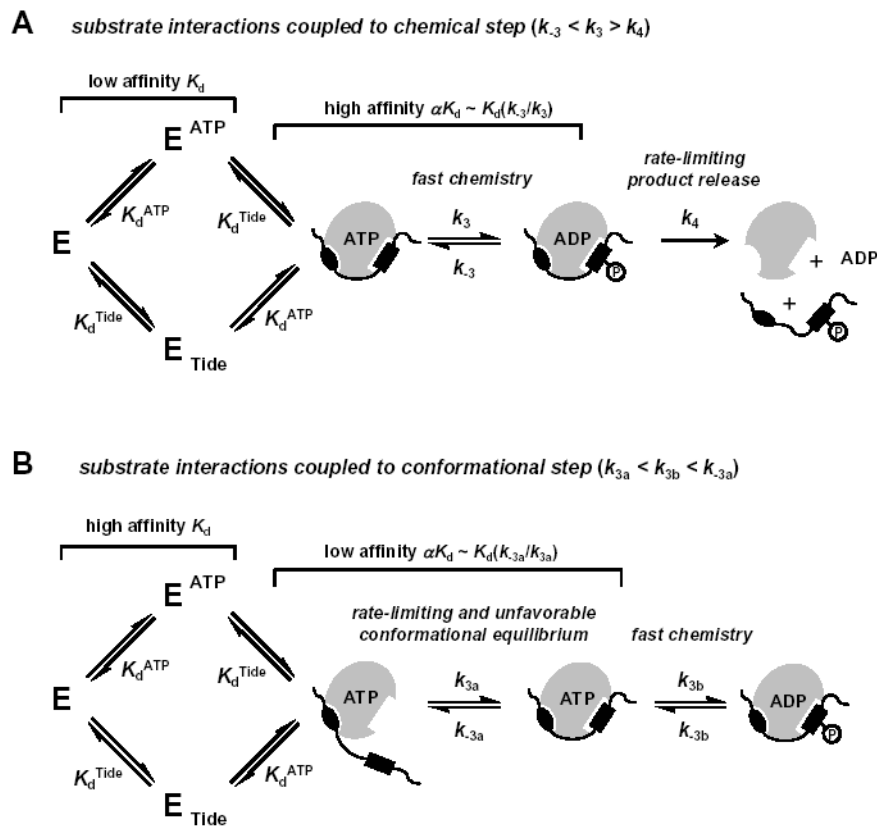 A substrate interactions coupled to chemical step (k-3 < k3 > k4)
low affinity Kd
high affinity αKd ~ Kd(k-3/k3)
E ATP
fast chemistry
rate-limiting
product release
Kd ATP
Kd Tide
k3
k4
E
ATP
ADP
k-3
P
+ ADP
Kd Tide
Kd ATP
+
P
E Tide
B substrate interactions coupled to conformational step (k3a < k3b < k-3a)
high affinity Kd
low affinity αKd ~ Kd(k-3a/k3a)
E ATP
rate-limiting and unfavorable
conformational equilibrium
fast chemistry
Kd ATP
Kd Tide
k3a
k3b
E
ATP
ATP
ADP
k-3a
k-3b
P
Kd Tide
Kd ATP
E Tide